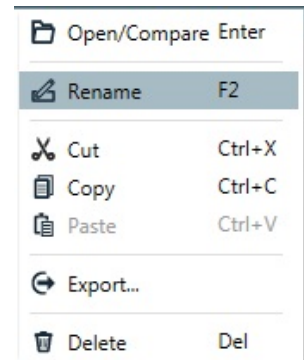 Open/Compare Enter
Rename F2
Cut Ctrl+X
Copy Ctrl+C
Paste Ctrl+V
Export...
Delete Del